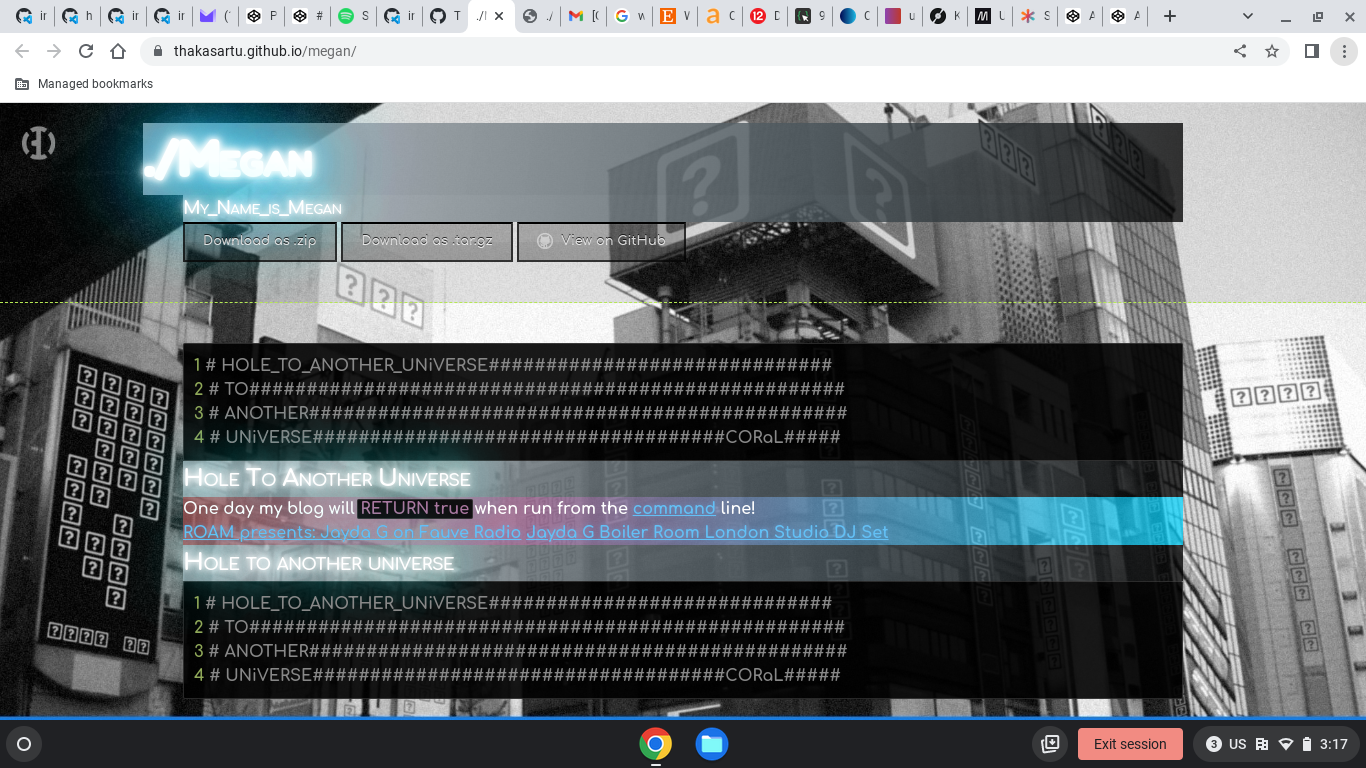 ir
h
ir
ir
(
P
#
S
ir
T
./
./
[C
w
W
C
D
9
C
u
K
U
S
A
A
thakasartu.github.io/megan/
Managed bookmarks
./Megan
My_Name_is_Megan
Download as .zip
Download as .tar.gz
View on GitHub
1 # HOLE_TO_ANOTHER_UNiVERSE##############################
2 # TO####################################################
3 # ANOTHER###############################################
4 # UNiVERSE####################################CORaL#####
Hole To Another Universe
One day my blog will RETURN true when run from the command line!
ROAM presents: Jayda G on Fauve Radio Jayda G Boiler Room London Studio DJ Set
Hole to another universe
1 # HOLE_TO_ANOTHER_UNiVERSE##############################
2 # TO####################################################
3 # ANOTHER###############################################
4 # UNiVERSE####################################CORaL#####
Exit session
3 US 3:17